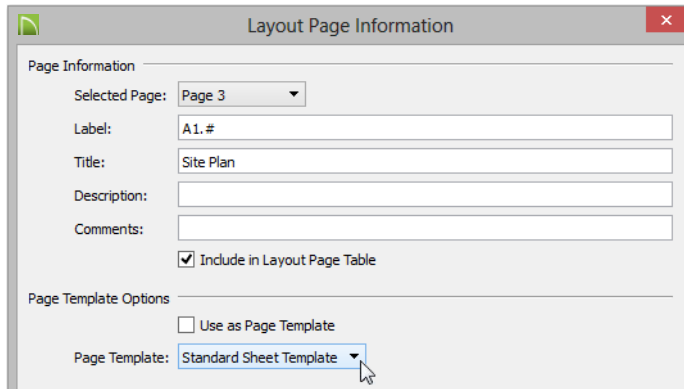 Layout Page Information
Page Information
Selected Page: Page 3
Label: A1.#
Title: Site Plan
Description:
Comments:
Include in Layout Page Table
Page Template Options
Use as Page Template
Page Template: Standard Sheet Template